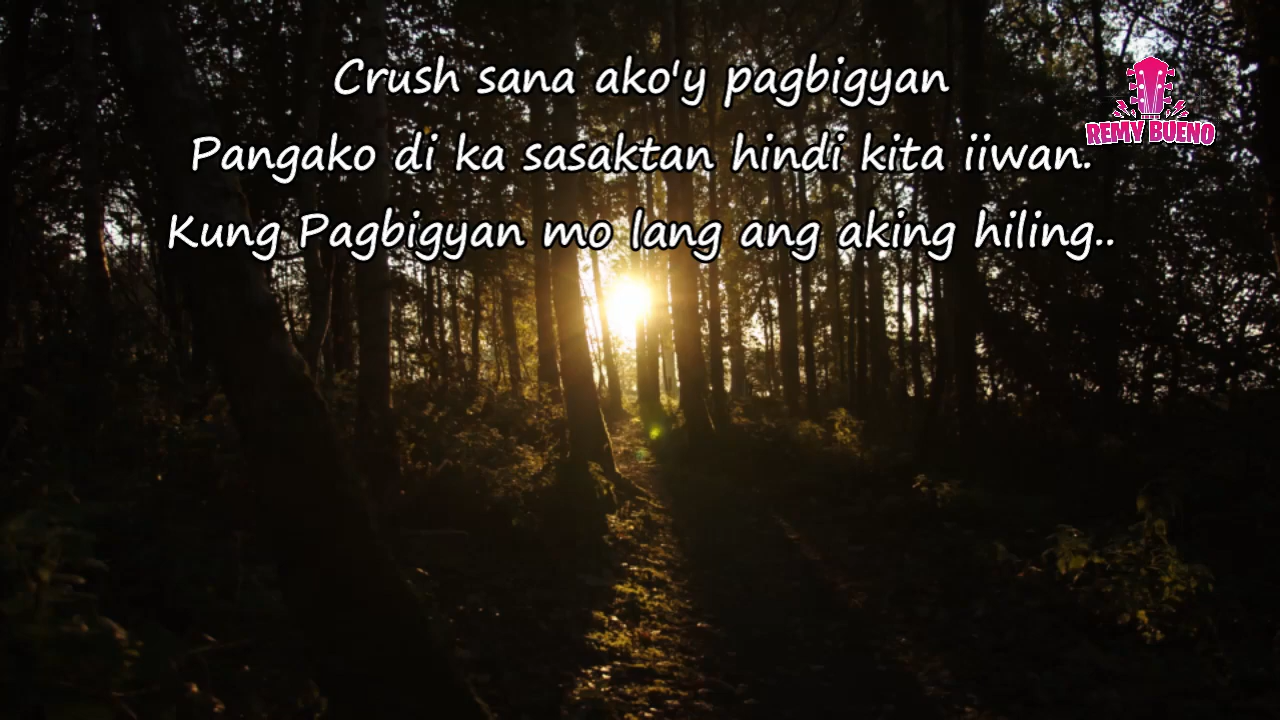 Crush sana ako'y pagbigyan
REMY BUENO
Pangako di ka sasaktan hindi kita iiwan.
Kung Pagbigyan mo lang ang aking hiling..